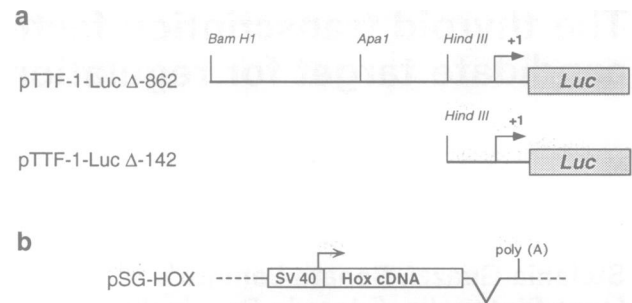 a
Bam H1 Apa1 Hind III +1
pTTF-1-Luc Δ-862 Luc
Hind III +1
pTTF-1-Luc Δ-142 Luc
b
poly (A)
pSG-HOX SV 40 Hox cDNA